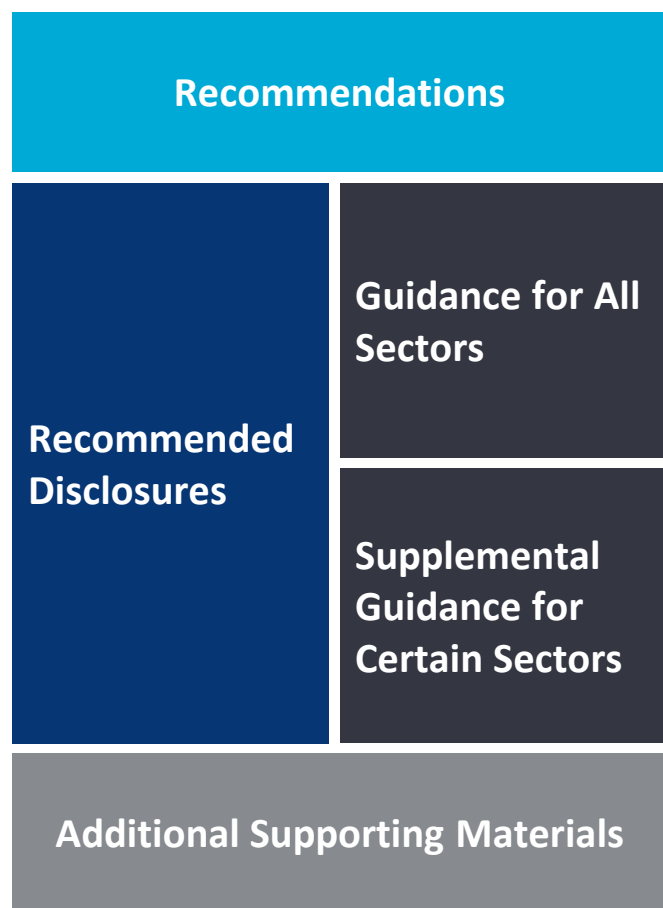 Recommendations
Guidance for All
Sectors
Recommended
Disclosures
Supplemental
Guidance for
Certain Sectors
Additional Supporting Materials